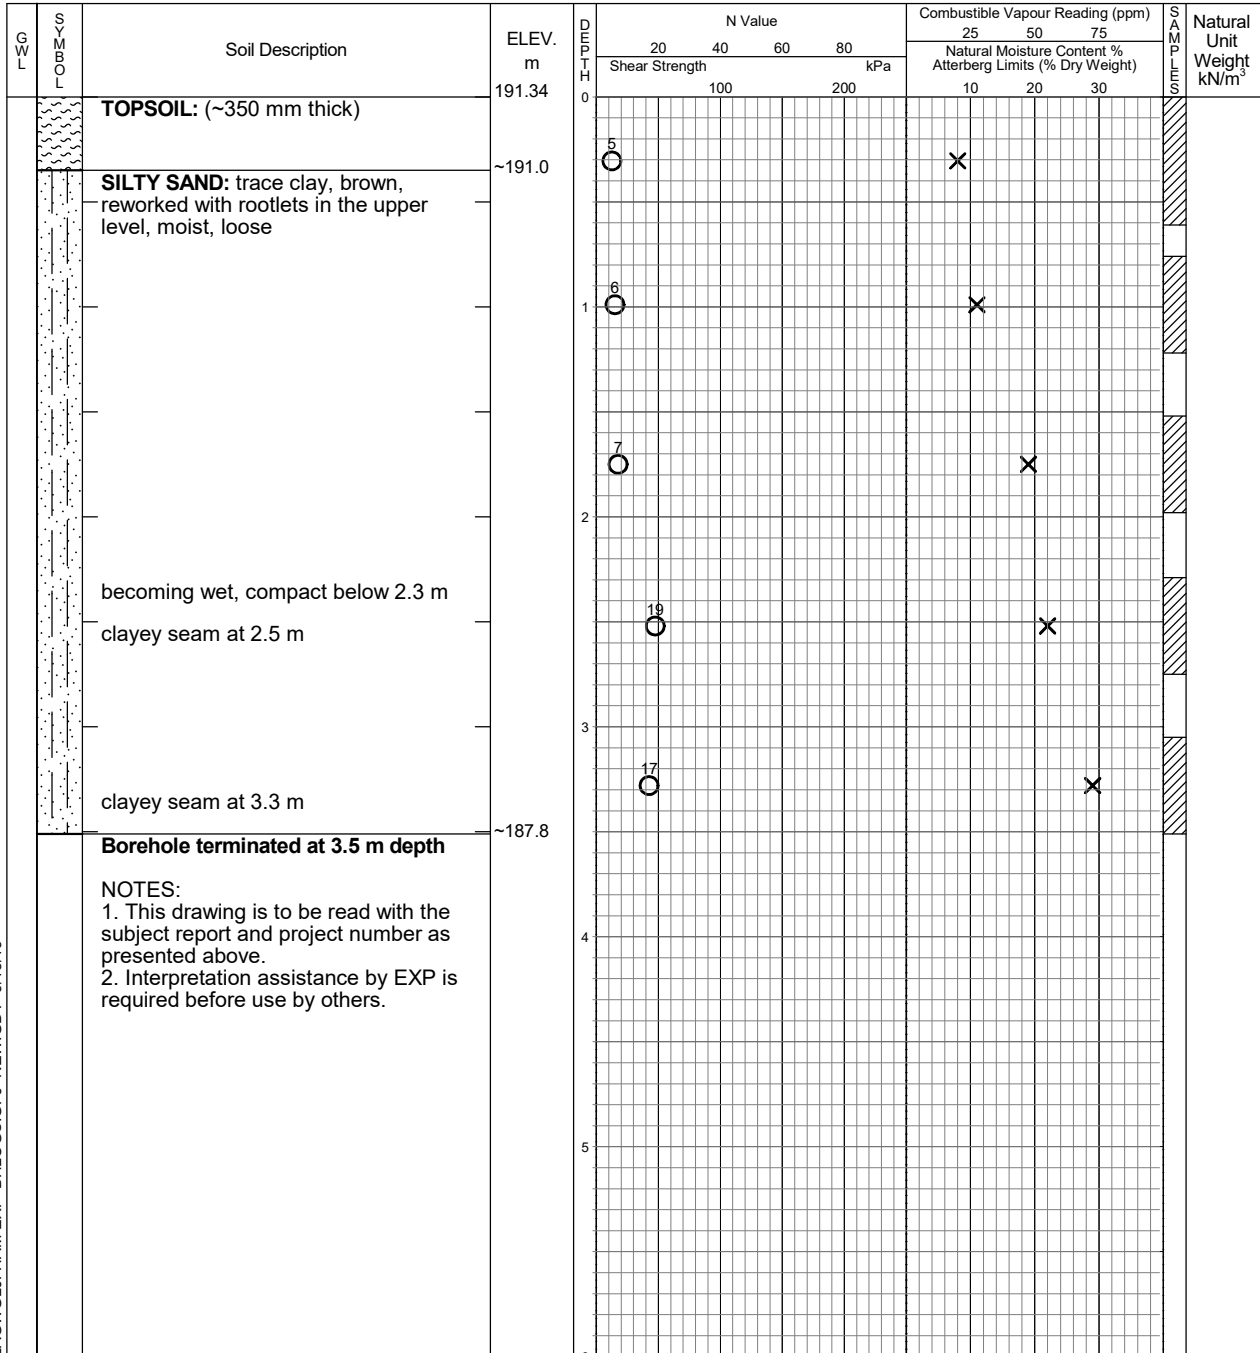 GWL
SYMBOL
Soil Description
ELEV.
m
DEPTH
N Value
20 40 60 80
Shear Strength kPa
100 200
Combustible Vapour Reading (ppm)
25 50 75
Natural Moisture Content %
Atterberg Limits (% Dry Weight)
10 20 30
SAMPLES
Natural
Unit
Weight
kN/m³
191.34
0
TOPSOIL: (~350 mm thick)
5
~191.0
SILTY SAND: trace clay, brown,
reworked with rootlets in the upper
level, moist, loose
6
1
7
2
becoming wet, compact below 2.3 m
19
clayey seam at 2.5 m
3
17
clayey seam at 3.3 m
~187.8
Borehole terminated at 3.5 m depth
NOTES:
1. This drawing is to be read with the
subject report and project number as
presented above.
2. Interpretation assistance by EXP is
required before use by others.
4
5